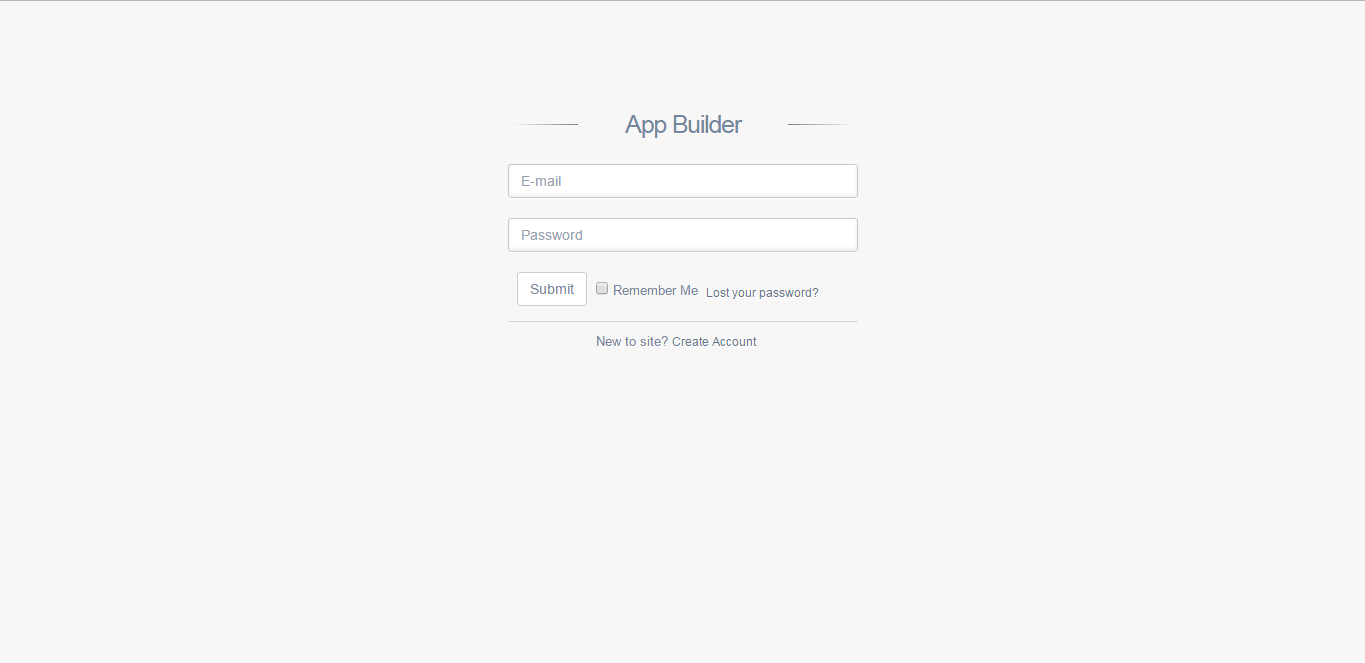 App Builder
E-mail
Password
Submit Remember Me Lost your password?
New to site? Create Account